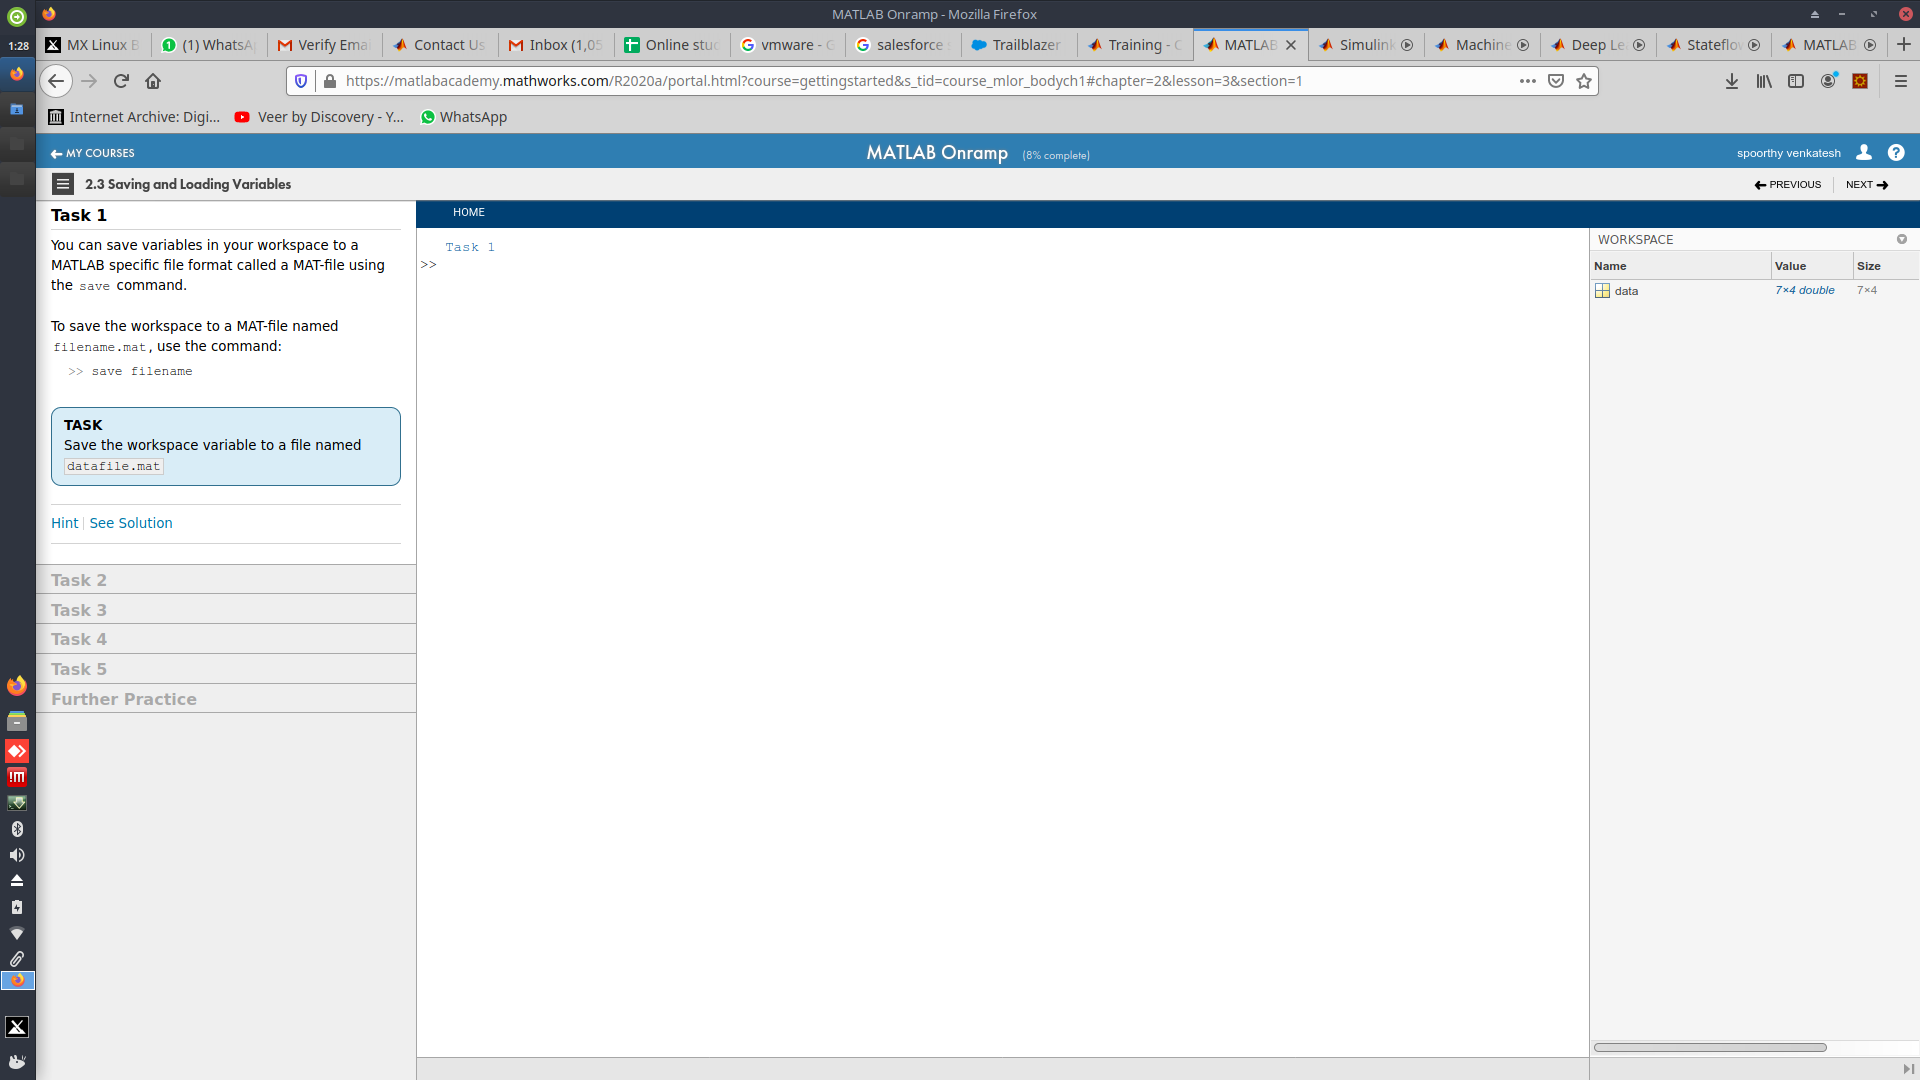 MATLAB Onramp - Mozilla Firefox
1:28
MX Linux
(1) WhatsA
Verify Emai
Contact Us
Inbox (1,05
Online stud
vmware - G
salesforce
Trailblazer
Training - C
MATLAB
Simulink
Machine
Deep Le
Stateflow
MATLAB
https://matlabacademy.mathworks.com/R2020a/portal.html?course=gettingstarted&s_tid=course_mlor_bodych1#chapter=2&lesson=3&section=1
Internet Archive: Digi...
Veer by Discovery - Y...
WhatsApp
MY COURSES
MATLAB Onramp (8% complete)
spoorthy venkatesh
2.3 Saving and Loading Variables
PREVIOUS
NEXT
Task 1
You can save variables in your workspace to a
MATLAB specific file format called a MAT-file using
the save command.
To save the workspace to a MAT-file named
filename.mat, use the command:
>> save filename
TASK
Save the workspace variable to a file named
datafile.mat
Hint | See Solution
Task 2
Task 3
Task 4
Task 5
Further Practice
HOME
Task 1
>>
WORKSPACE
Name Value Size
data 7×4 double 7×4